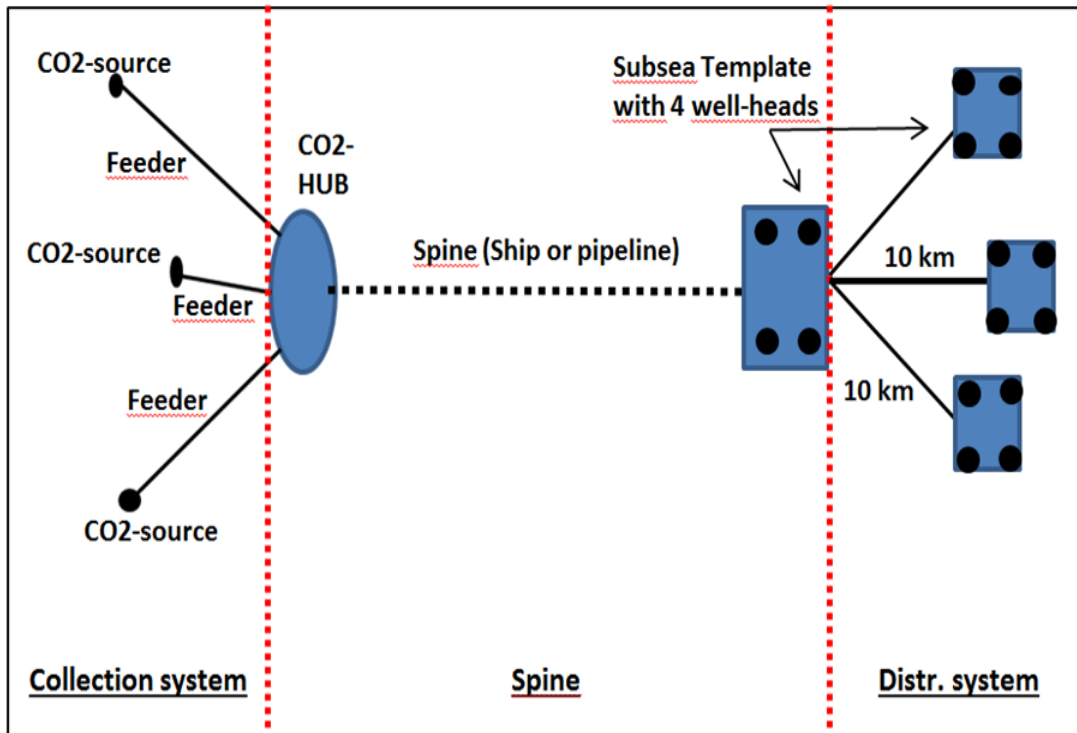 CO2-source
Feeder
CO2-source
Feeder
Feeder
CO2-source
CO2-
HUB
Spine (Ship or pipeline)
Subsea Template
with 4 well-heads
10 km
10 km
Collection system
Spine
Distr. system